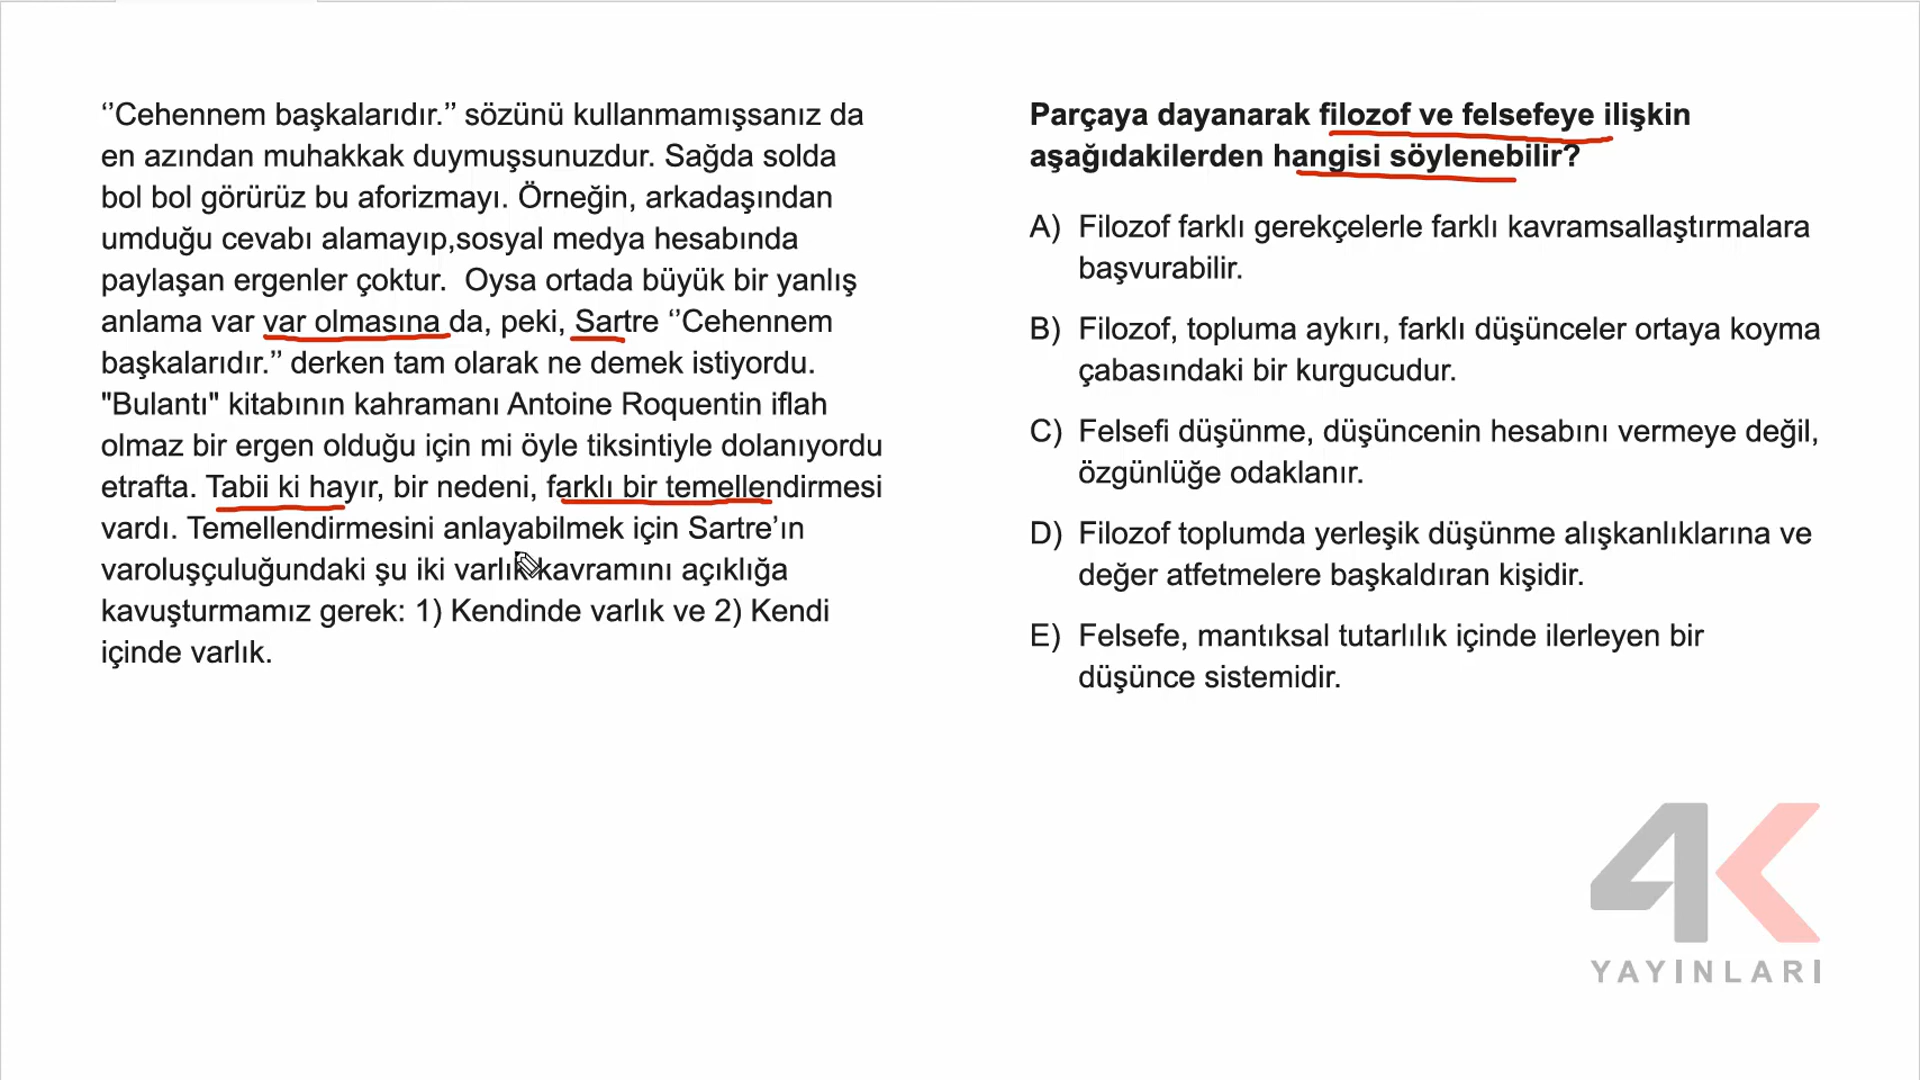 ‘’Cehennem başkalarıdır.’’ sözünü kullanmamışsanız da
en azından muhakkak duymuşsunuzdur. Sağda solda
bol bol görürüz bu aforizmayı. Örneğin, arkadaşından
umduğu cevabı alamayıp,sosyal medya hesabında
paylaşan ergenler çoktur.  Oysa ortada büyük bir yanlış
anlama var var olmasına da, peki, Sartre ‘’Cehennem
başkalarıdır.’’ derken tam olarak ne demek istiyordu.
"Bulantı" kitabının kahramanı Antoine Roquentin iflah
olmaz bir ergen olduğu için mi öyle tiksintiyle dolanıyordu
etrafta. Tabii ki hayır, bir nedeni, farklı bir temellendirmesi
vardı. Temellendirmesini anlayabilmek için Sartre’ın
varoluşçuluğundaki şu iki varlık kavramını açıklığa
kavuşturmamız gerek: 1) Kendinde varlık ve 2) Kendi
içinde varlık.
Parçaya dayanarak filozof ve felsefeye ilişkin
aşağıdakilerden hangisi söylenebilir?
A) Filozof farklı gerekçelerle farklı kavramsallaştırmalara
başvurabilir.
B) Filozof, topluma aykırı, farklı düşünceler ortaya koyma
çabasındaki bir kurgucudur.
C) Felsefi düşünme, düşüncenin hesabını vermeye değil,
özgünlüğe odaklanır.
D) Filozof toplumda yerleşik düşünme alışkanlıklarına ve
değer atfetmelere başkaldıran kişidir.
E) Felsefe, mantıksal tutarlılık içinde ilerleyen bir
düşünce sistemidir.
4K
YAYINLARI